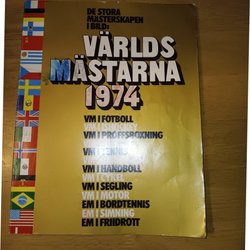 DE STORA
MÄSTERSKAPEN
I BILD:
VÄRLDS
MÄSTARNA
1974
VM I FOTBOLL
VM I PROFFSBOXNING
VM I HANDBOLL
VM I CYKEL
VM I SEGLING
VM I MOTOR
EM I BORDTENNIS
EM I SIMNING
EM I FRIIDROTT